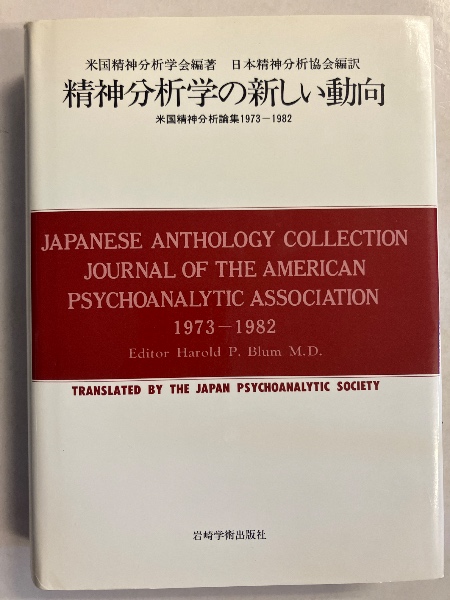 米国精神分析学会編著 日本精神分析協会編訳
精神分析学の新しい動向
米国精神分析論集1973－1982
JAPANESE ANTHOLOGY COLLECTION
JOURNAL OF THE AMERICAN
PSYCHOANALYTIC ASSOCIATION
1973－1982
Editor Harold P. Blum M.D.
TRANSLATED BY THE JAPAN PSYCHOANALYTIC SOCIETY
岩崎学術出版社